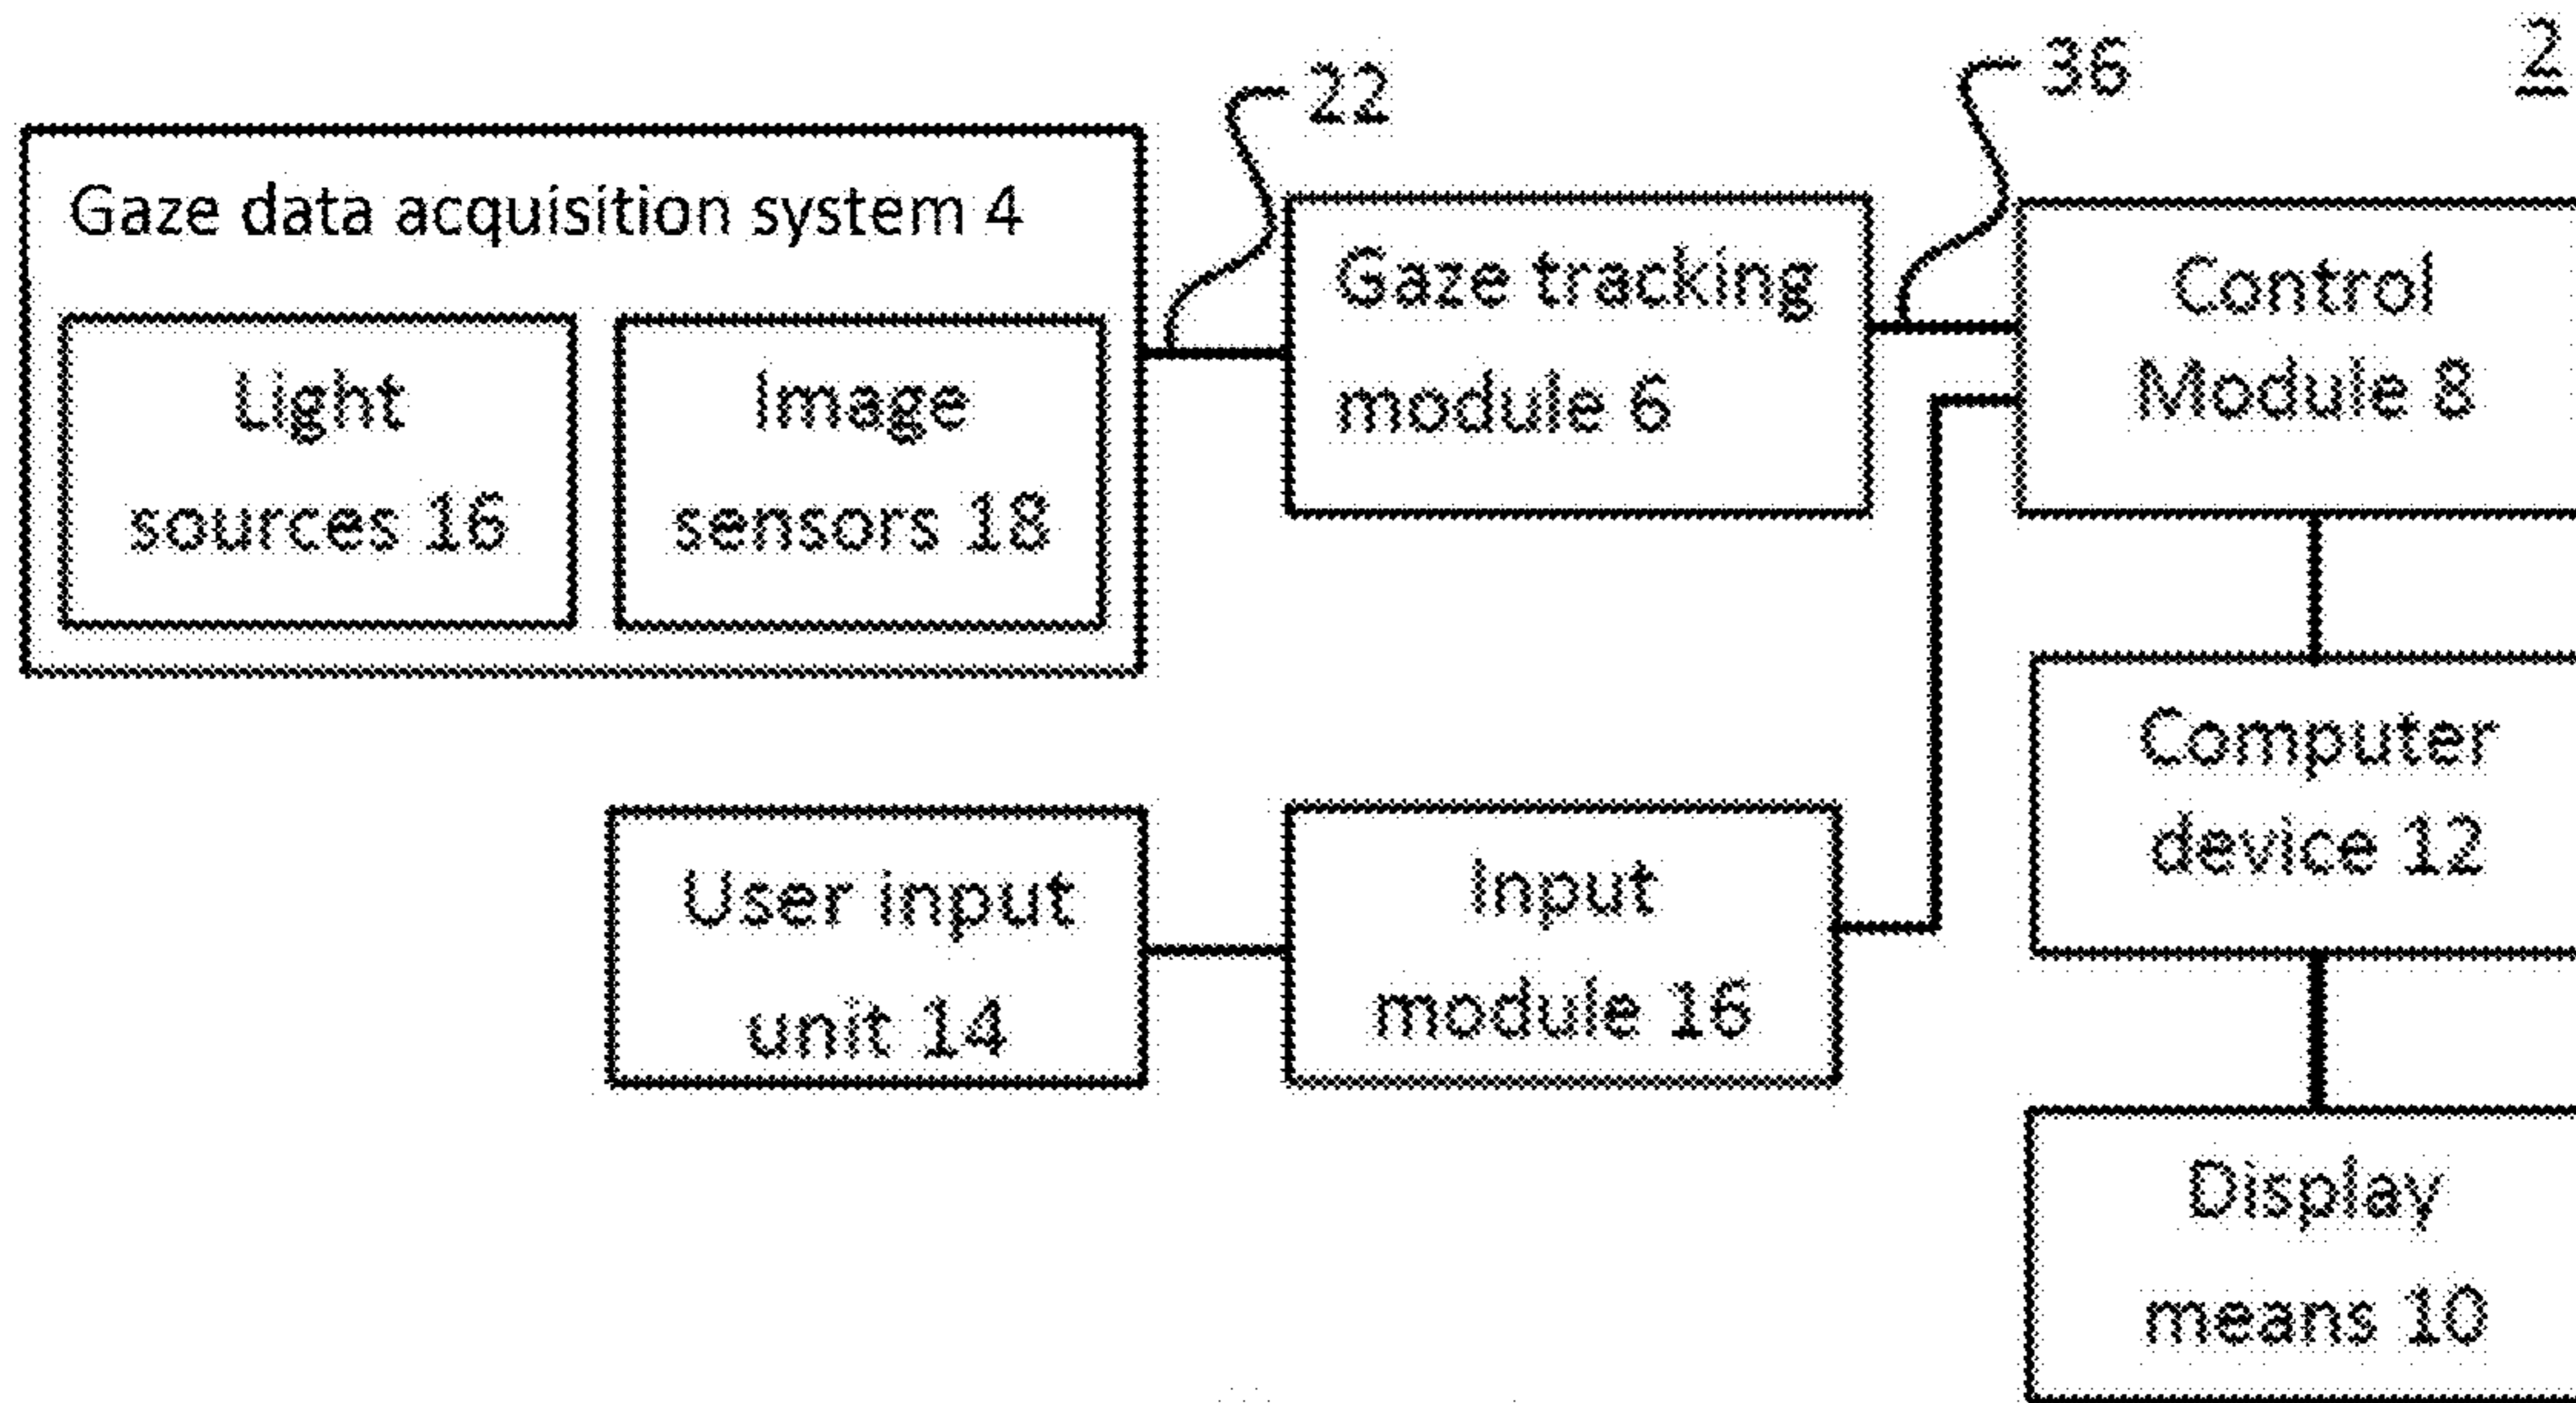 22
36
2
Gaze data acquisition system 4
Light
sources 16
Image
sensors 18
Gaze tracking
module 6
Control
Module 8
Computer
device 12
User input
unit 14
Input
module 16
Display
means 10